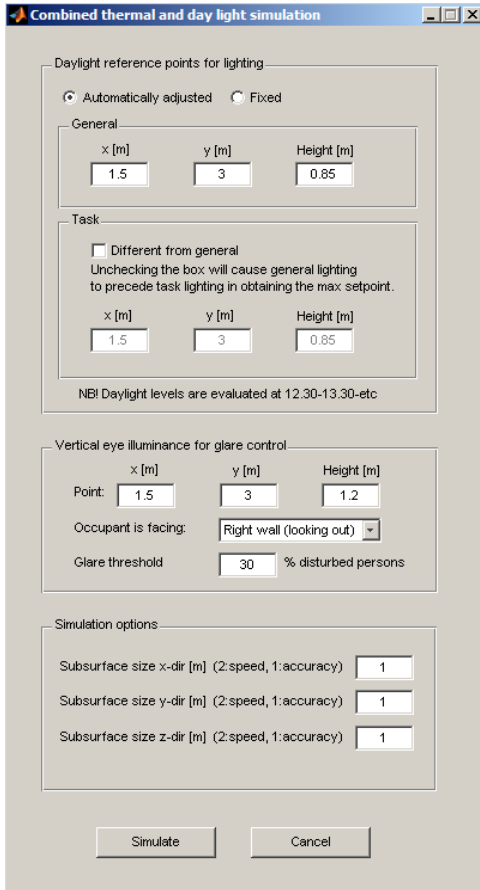 Combined thermal and day light simulation
Daylight reference points for lighting
Automatically adjusted Fixed
General
x [m] y [m] Height [m]
1.5 3 0.85
Task
Different from general
Unchecking the box will cause general lighting
to precede task lighting in obtaining the max setpoint.
x [m] y [m] Height [m]
1.5 3 0.85
NB! Daylight levels are evaluated at 12.30-13.30-etc
Vertical eye illuminance for glare control
x [m] y [m] Height [m]
Point: 1.5 3 1.2
Occupant is facing: Right wall (looking out)
Glare threshold 30 % disturbed persons
Simulation options
Subsurface size x-dir [m] (2:speed, 1:accuracy) 1
Subsurface size y-dir [m] (2:speed, 1:accuracy) 1
Subsurface size z-dir [m] (2:speed, 1:accuracy) 1
Simulate Cancel